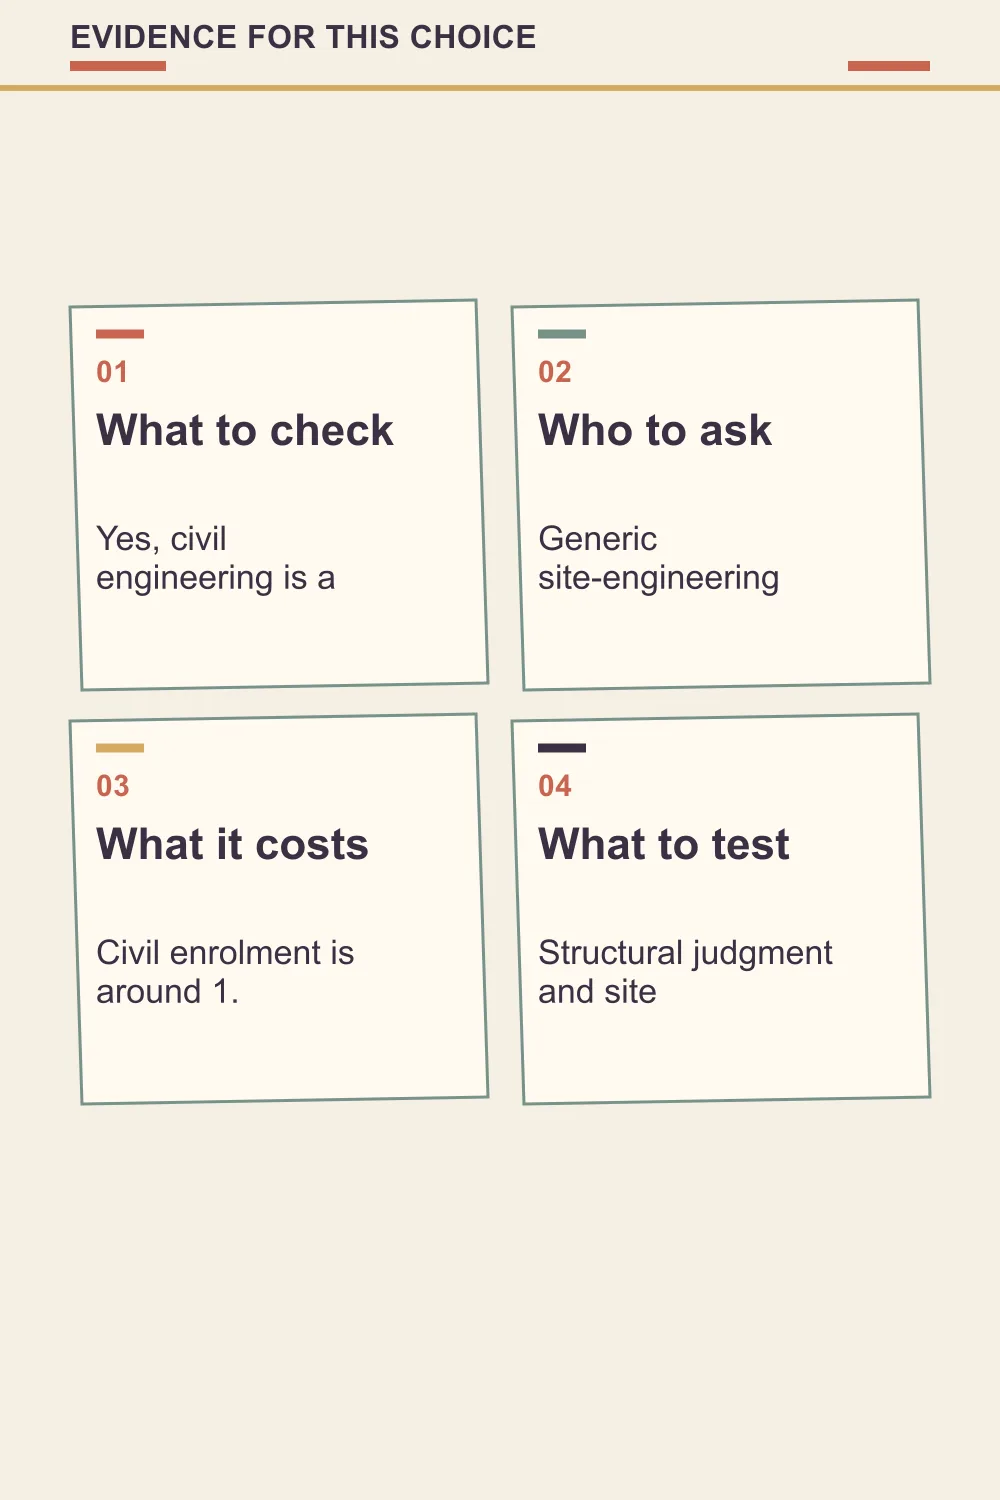 EVIDENCE FOR THIS CHOICE
01
What to check
Yes, civil
engineering is a
02
Who to ask
Generic
site-engineering
03
What it costs
Civil enrolment is
around 1.
04
What to test
Structural judgment
and site